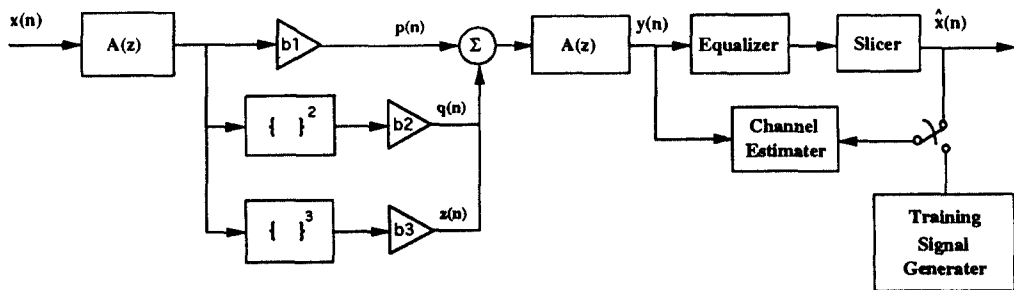 x(n)
A(z)
b1
p(n)
Σ
A(z)
y(n)
Equalizer
Slicer
x̂(n)
{ }²
b2
q(n)
Channel
Estimater
{ }³
b3
z(n)
Training
Signal
Generater